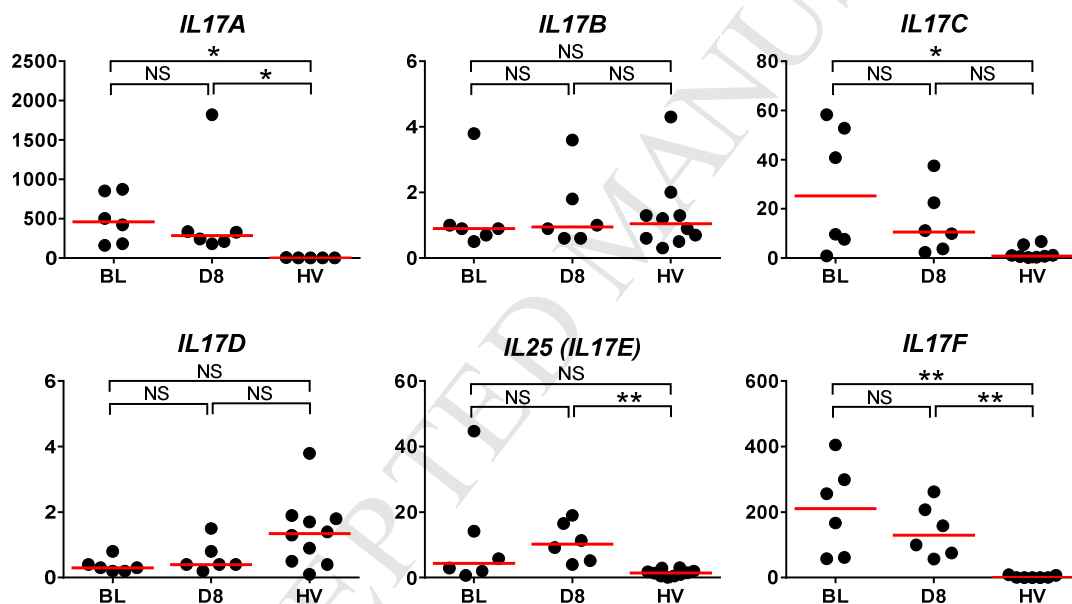 IL17A IL17B IL17C
* NS *
NS * NS NS NS NS
2500 6 80
2000
1500 4 60
1000 2 40
500 20
0 0 0
BL D8 HV BL D8 HV BL D8 HV
IL17D IL25 (IL17E) IL17F
NS NS **
NS NS NS ** NS **
6 60 600
4 40 400
2 20 200
0 0 0
BL D8 HV BL D8 HV BL D8 HV
EPTED MANUS